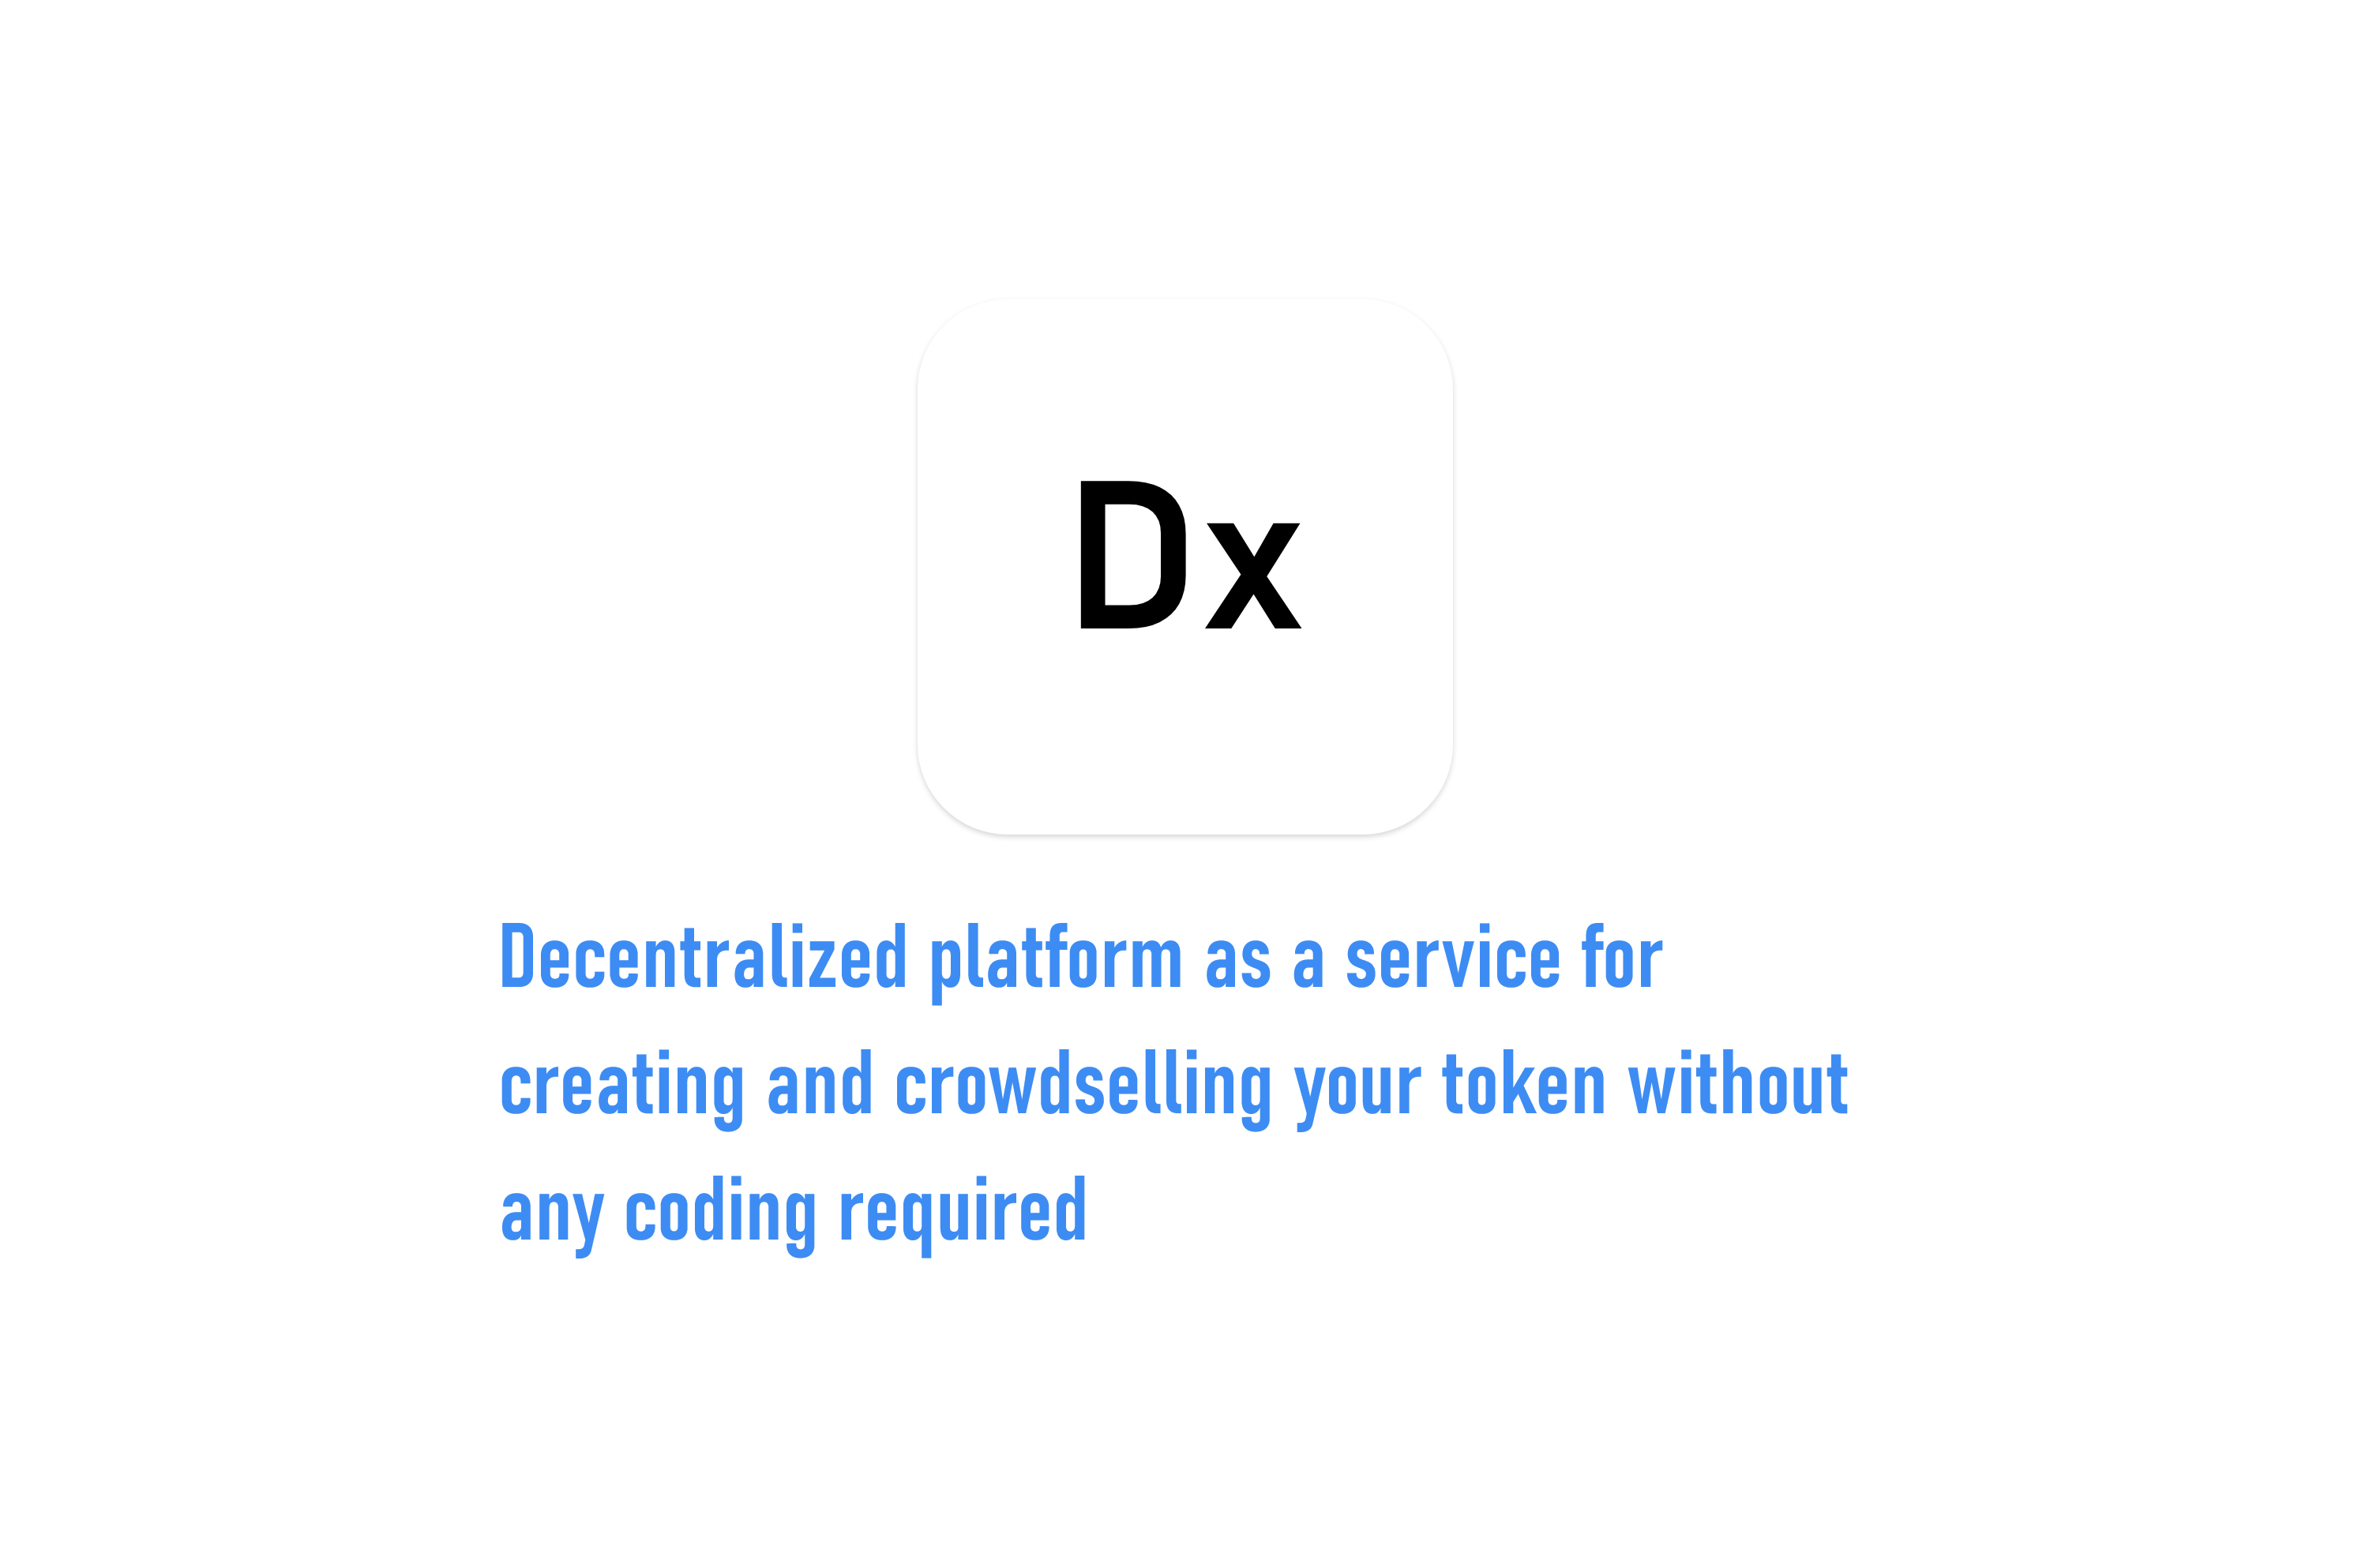 Dx
Decentralized platform as a service for
creating and crowdselling your token without
any coding required